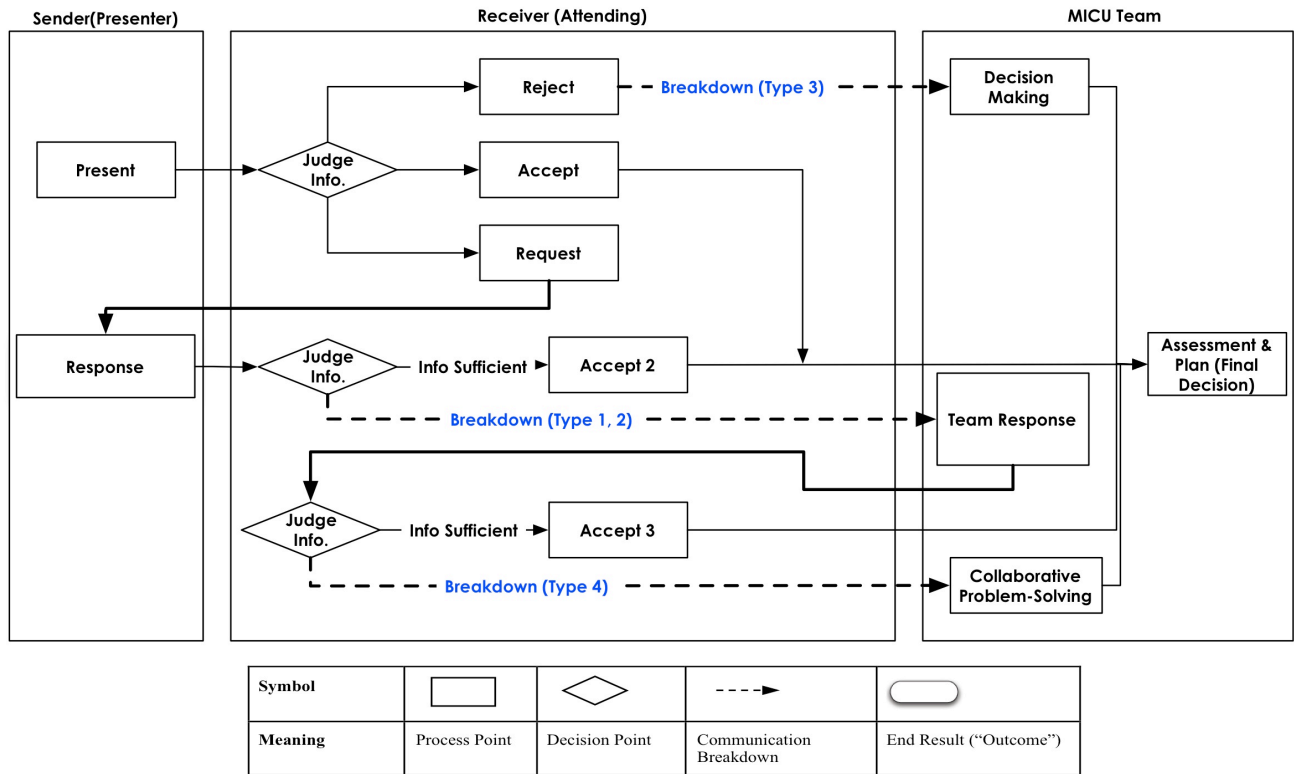 Sender(Presenter)
Receiver (Attending)
MICU Team
Reject
Breakdown (Type 3)
Decision
Making
Present
Judge
Info.
Accept
Request
Response
Judge
Info.
Info Sufficient
Accept 2
Assessment &
Plan (Final
Decision)
Breakdown (Type 1, 2)
Team Response
Judge
Info.
Info Sufficient
Accept 3
Breakdown (Type 4)
Collaborative
Problem-Solving
Symbol
Meaning
Process Point
Decision Point
Communication
Breakdown
End Result (“Outcome”)